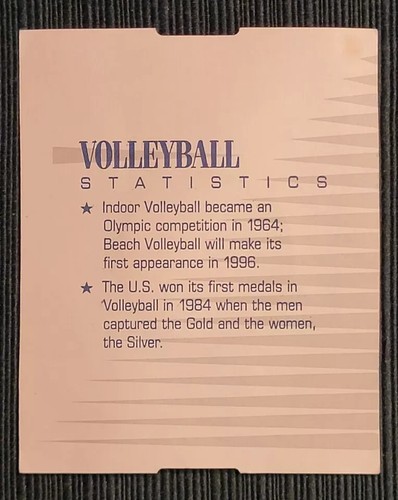 VOLLEYBALL
STATISTICS
★ Indoor Volleyball became an
Olympic competition in 1964;
Beach Volleyball will make its
first appearance in 1996.
★ The U.S. won its first medals in
Volleyball in 1984 when the men
captured the Gold and the women,
the Silver.